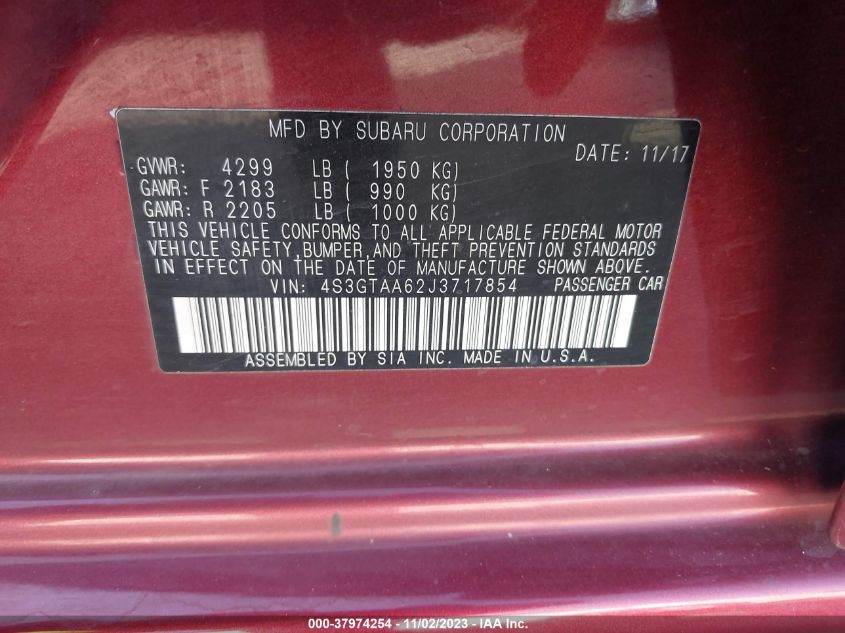 MFD BY SUBARU CORPORATION
DATE: 11/17
GVWR: 4299 LB ( 1950 KG)
GAWR: F 2183 LB ( 990 KG)
GAWR: R 2205 LB ( 1000 KG)
THIS VEHICLE CONFORMS TO ALL APPLICABLE FEDERAL MOTOR
VEHICLE SAFETY, BUMPER, AND THEFT PREVENTION STANDARDS
IN EFFECT ON THE DATE OF MANUFACTURE SHOWN ABOVE.
VIN: 4S3GTAA62J3717854 PASSENGER CAR
ASSEMBLED BY SIA INC. MADE IN U.S.A.
000-37974254 - 11/02/2023 - IAA Inc.